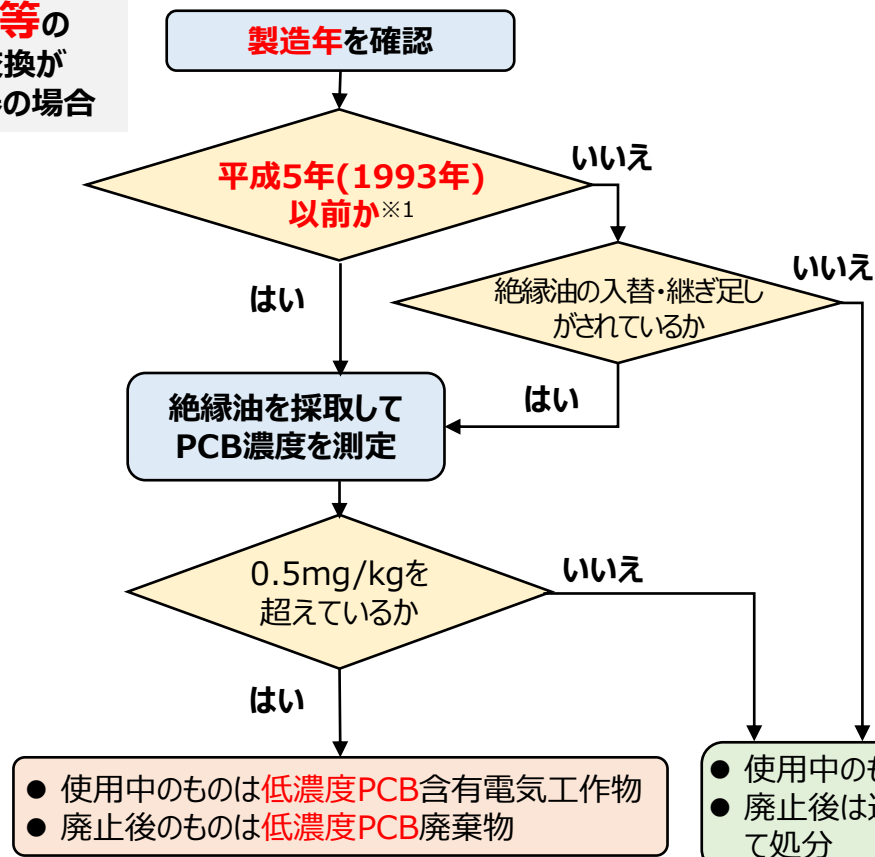 等の
換が
の場合
製造年を確認
平成5年(1993年)
以前か※1
いいえ
はい
絶縁油の入替・継ぎ足し
がされているか
いいえ
はい
絶縁油を採取して
PCB濃度を測定
0.5mg/kgを
超えているか
いいえ
はい
● 使用中のものは低濃度PCB含有電気工作物
● 廃止後のものは低濃度PCB廃棄物
● 使用中のも
● 廃止後は
て処分